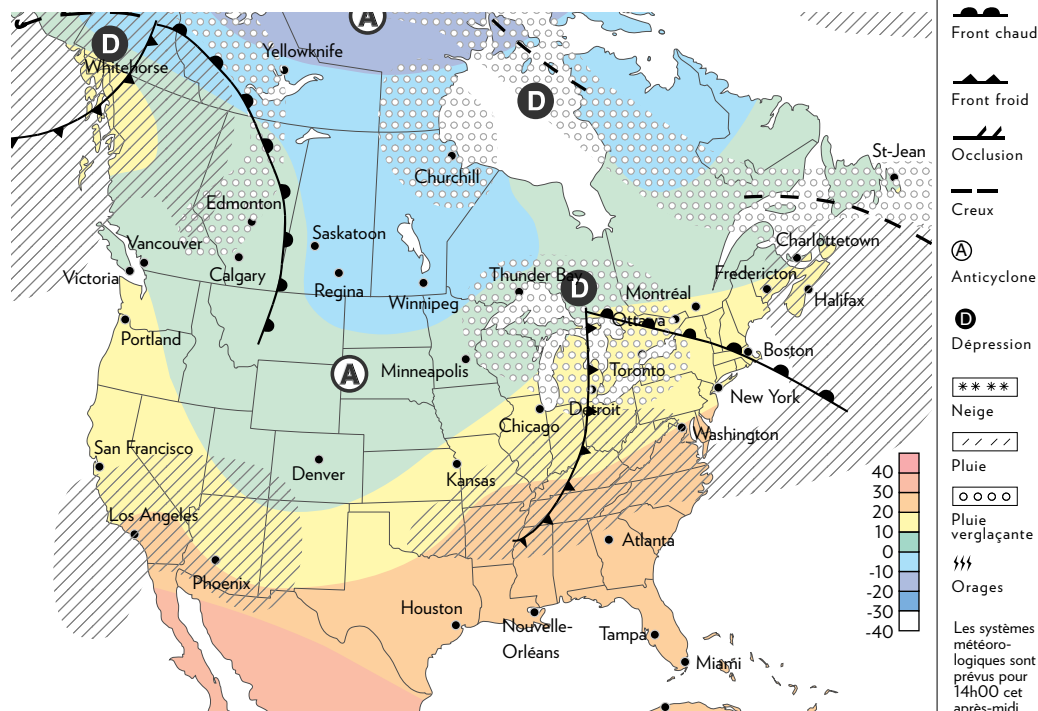 A
D
Yellowknife
Whitehorse
D
St-Jean
Churchill
Edmonton
Saskatoon
Vancouver
Charlottetown
Victoria
Calgary
Thunder Bay
Fredericton
Regina
Winnipeg
D
Montréal
Halifax
Ottawa
Portland
Boston
A
Minneapolis
Toronto
New York
Detroit
Chicago
Washington
San Francisco
Denver
Kansas
Los Angeles
Atlanta
Phoenix
Houston
Nouvelle-
Orléans
Tampa
Miami
40
30
20
10
0
-10
-20
-30
-40
Front chaud
Front froid
Occlusion
Creux
A
Anticyclone
D
Dépression
Neige
Pluie
Pluie
verglaçante
Orages
Les systèmes
météoro-
logiques sont
prévus pour
14h00 cet
après-midi